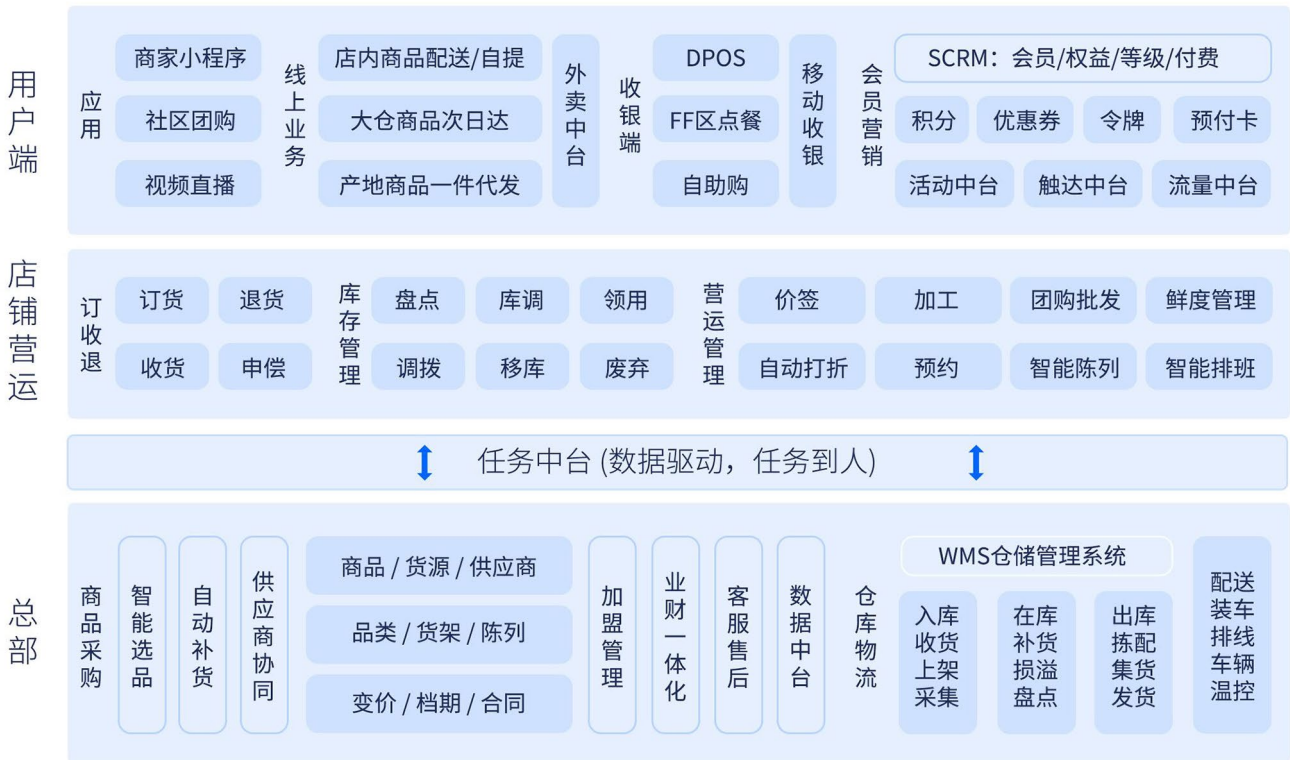 用户端
应用
商家小程序
社区团购
视频直播
线上业务
店内商品配送/自提
大仓商品次日达
产地商品一件代发
外卖中台
收银端
DPOS
FF区点餐
自助购
移动收银
会员营销
SCRM：会员/权益/等级/付费
积分
优惠券
令牌
预付卡
活动中台
触达中台
流量中台
店铺营运
订收退
订货
退货
收货
申偿
库存管理
盘点
库调
领用
调拨
移库
废弃
营运管理
价签
加工
团购批发
鲜度管理
自动打折
预约
智能陈列
智能排班
任务中台 (数据驱动，任务到人)
总部
商品采购
智能选品
自动补货
供应商协同
商品 / 货源 / 供应商
品类 / 货架 / 陈列
变价 / 档期 / 合同
加盟管理
业财一体化
客服售后
数据中台
仓库物流
WMS仓储管理系统
入库
收货
上架
采集
在库
补货
损溢
盘点
出库
拣配
集货
发货
配送
装车
排线
车辆
温控